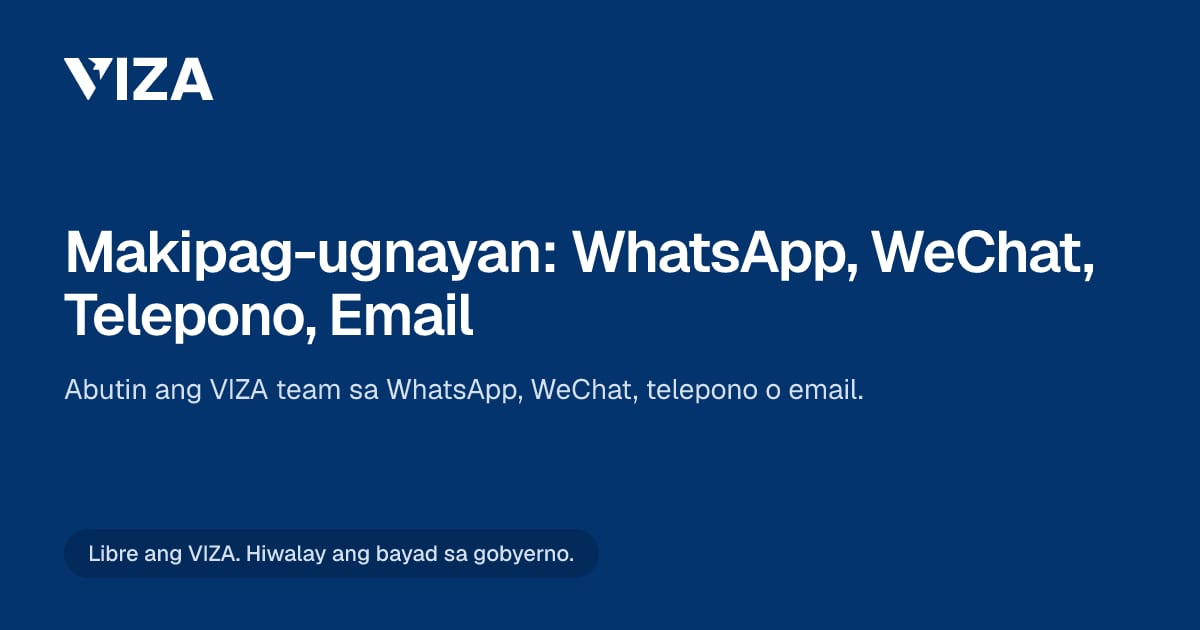 VIZA
Makipag-ugnayan: WhatsApp, WeChat,
Telepono, Email
Abutin ang VIZA team sa WhatsApp, WeChat, telepono o email.
Libre ang VIZA. Hiwalay ang bayad sa gobyerno.